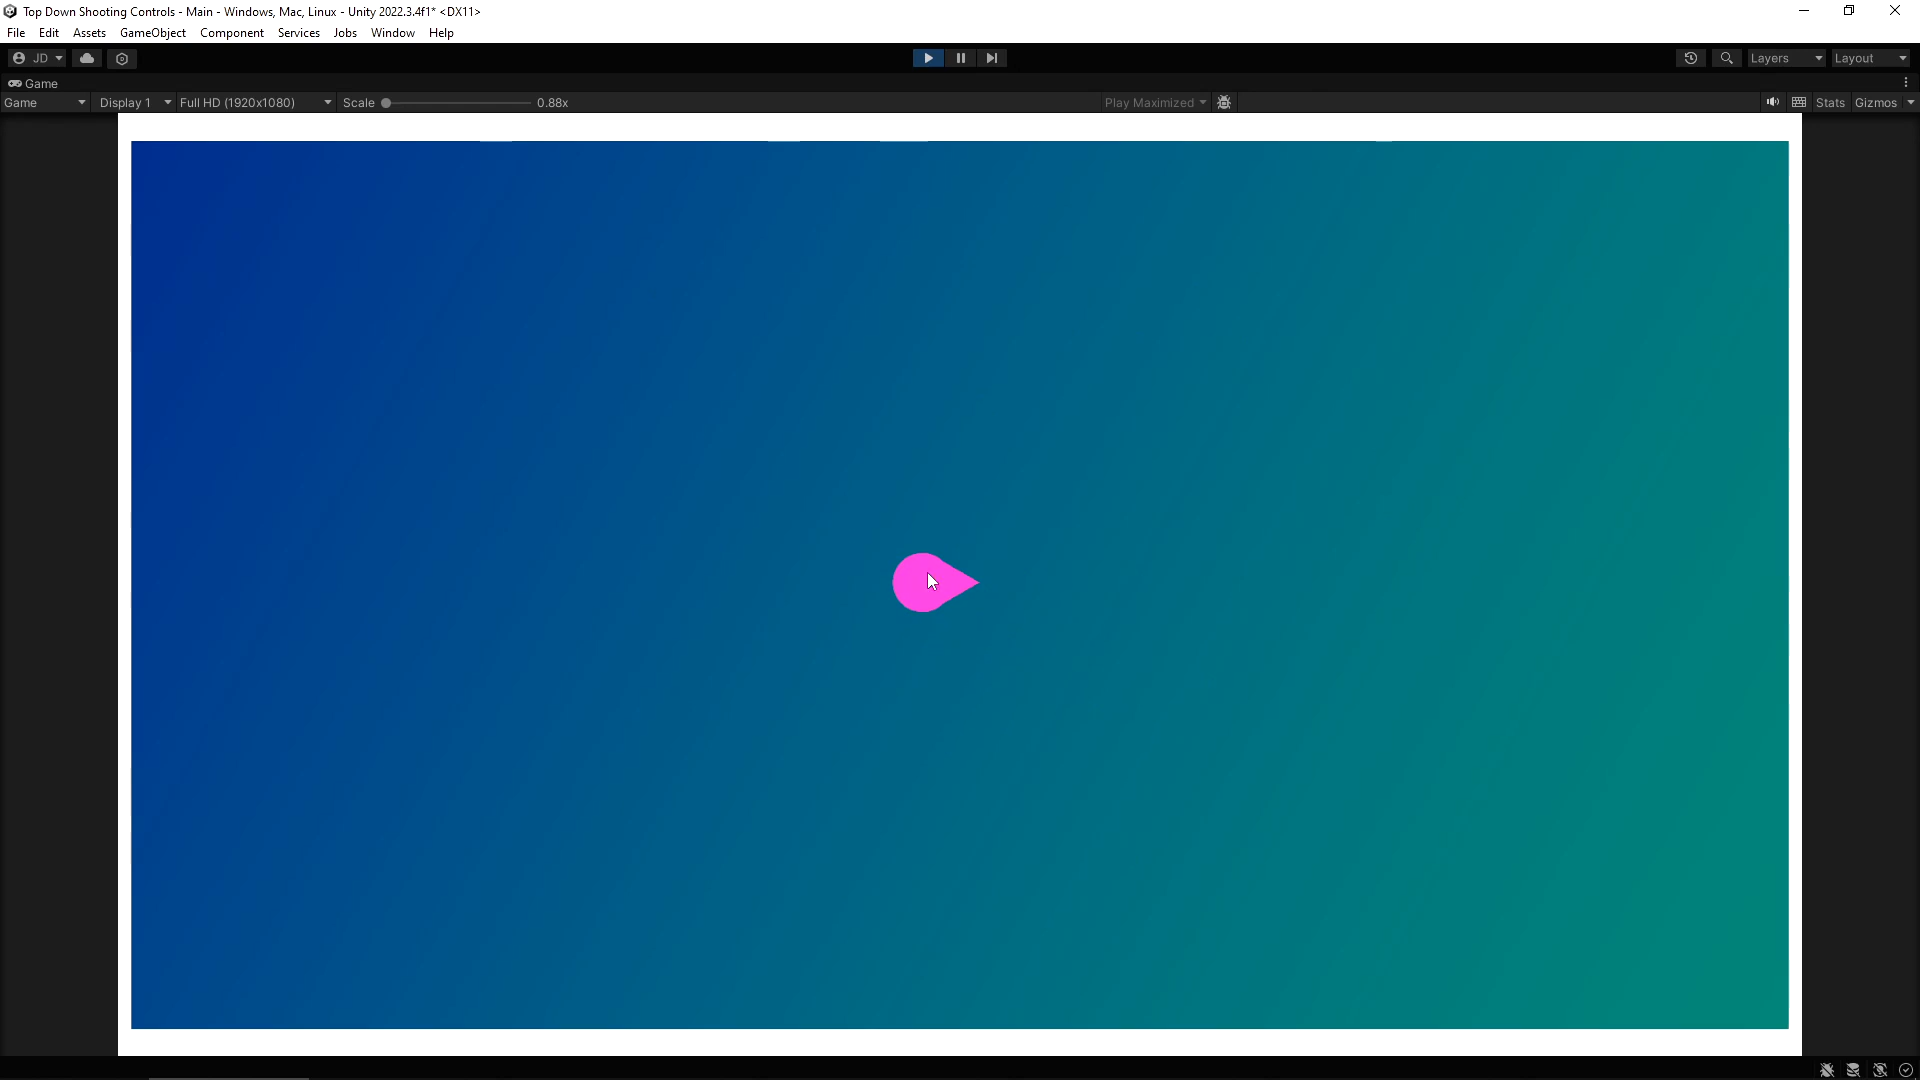 Top Down Shooting Controls - Main - Windows, Mac, Linux - Unity 2022.3.4f1* <DX11>
File Edit Assets GameObject Component Services Jobs Window Help
JD Layers Layout
Game
Game Display 1 Full HD (1920x1080) Scale 0.88x Play Maximized Stats Gizmos